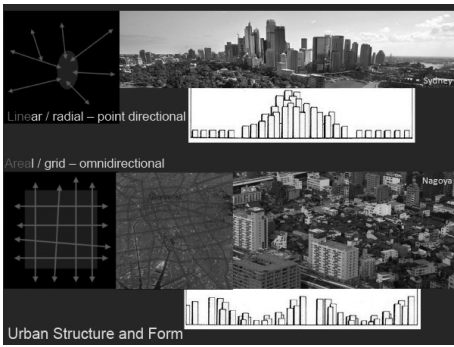 Sydney
Linear / radial – point directional
Areal / grid – omnidirectional
Nagoya
Urban Structure and Form